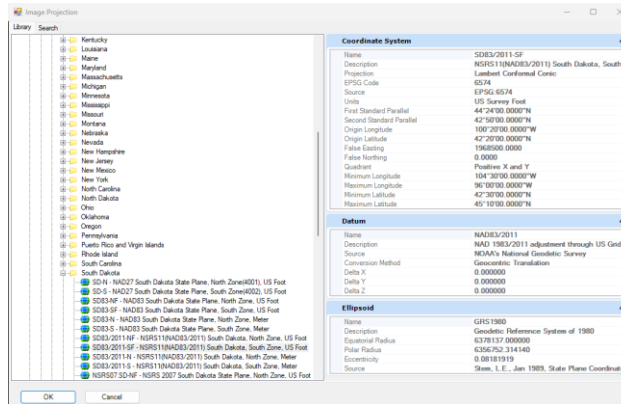 Image Projection
Library Search
Kentucky
Louisiana
Maine
Maryland
Massachusetts
Michigan
Minnesota
Mississippi
Missouri
Montana
Nebraska
Nevada
New Hampshire
New Jersey
New Mexico
New York
North Carolina
North Dakota
Ohio
Oklahoma
Oregon
Pennsylvania
Puerto Rico and Virgin Islands
Rhode Island
South Carolina
South Dakota
SD-N - NAD27 South Dakota State Plane, North Zone(4001), US Foot
SD-S - NAD27 South Dakota State Plane, South Zone(4002), US Foot
SD83-NF - NAD83 South Dakota State Plane, North Zone, US Foot
SD83-SF - NAD83 South Dakota State Plane, South Zone, US Foot
SD83-N - NAD83 South Dakota State Plane, North Zone, Meter
SD83-S - NAD83 South Dakota State Plane, South Zone, Meter
SD83/2011-NF - NSRS11(NAD83/2011) South Dakota, North Zone, US Foot
SD83/2011-SF - NSRS11(NAD83/2011) South Dakota, South Zone, US Foot
SD83/2011-N - NSRS11(NAD83/2011) South Dakota, North Zone, Meter
SD83/2011-S - NSRS11(NAD83/2011) South Dakota, South Zone, Meter
NSRS07.SD-NF - NSRS 2007 South Dakota State Plane, North Zone, US Foot
OK Cancel
Coordinate System
Name SD83/2011-SF
Description NSRS11(NAD83/2011) South Dakota, South
Projection Lambert Conformal Conic
EPSG Code 6574
Source EPSG:6574
Units US Survey Foot
First Standard Parallel 44°24'00.0000"N
Second Standard Parallel 42°50'00.0000"N
Origin Longitude 100°20'00.0000"W
Origin Latitude 42°20'00.0000"N
False Easting 1968500.0000
False Northing 0.0000
Quadrant Positive X and Y
Minimum Longitude 104°30'00.0000"W
Maximum Longitude 96°00'00.0000"W
Minimum Latitude 42°30'00.0000"N
Maximum Latitude 45°10'00.0000"N
Datum
Name NAD83/2011
Description NAD 1983/2011 adjustment through US Grid
Source NOAA's National Geodetic Survey
Conversion Method Geocentric Translation
Delta X 0.000000
Delta Y 0.000000
Delta Z 0.000000
Ellipsoid
Name GRS1980
Description Geodetic Reference System of 1980
Equatorial Radius 6378137.000000
Polar Radius 6356752.314140
Eccentricity 0.08181919
Source Stem, L.E., Jan 1989, State Plane Coordinat